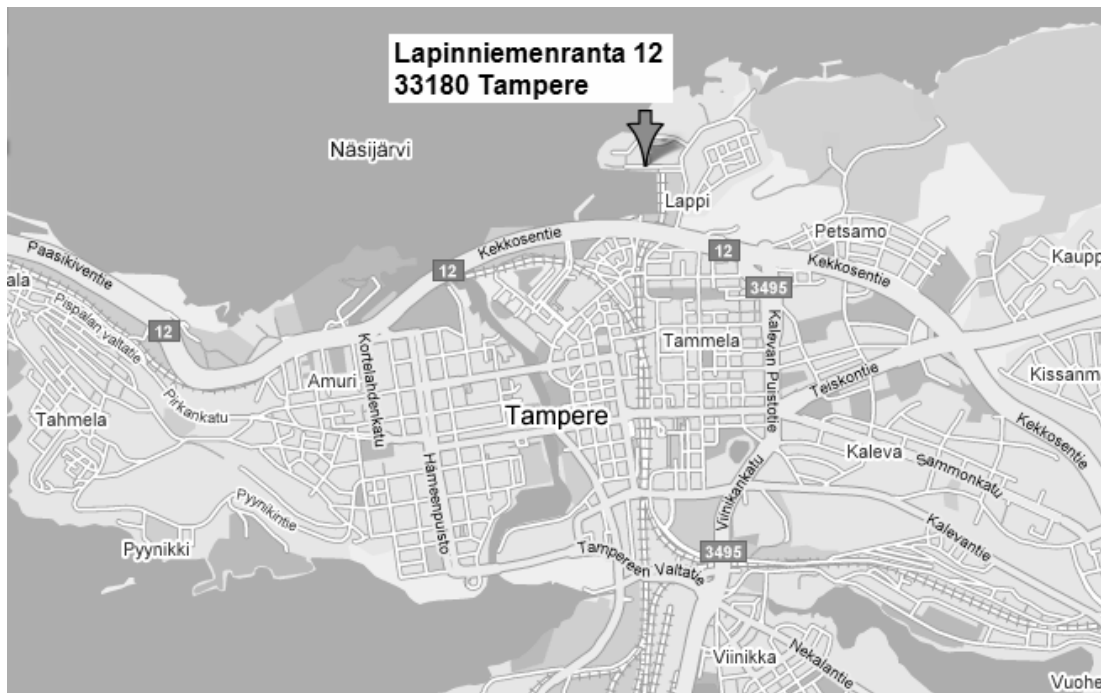 Lapinniemenranta 12
33180 Tampere
Näsijärvi
Lappi
Petsamo
Kekkosentie
12
Kekkosentie
Kaupp
Paasikiventie
12
3495
ala
Pispalan valtatie
12
Kortelahdenkatu
Tammela
Kalevan Puistotie
Amuri
Teiskontie
Kissanm
Pirkankatu
Tahmela
Tampere
Kekkosentie
Kaleva
Sammonkatu
Hämeenpuisto
Viinikankatu
Pyynikintie
Kalevantie
Pyynikki
3495
Tampereen Valtatie
Viinikka
Nekalantie
Vuohe